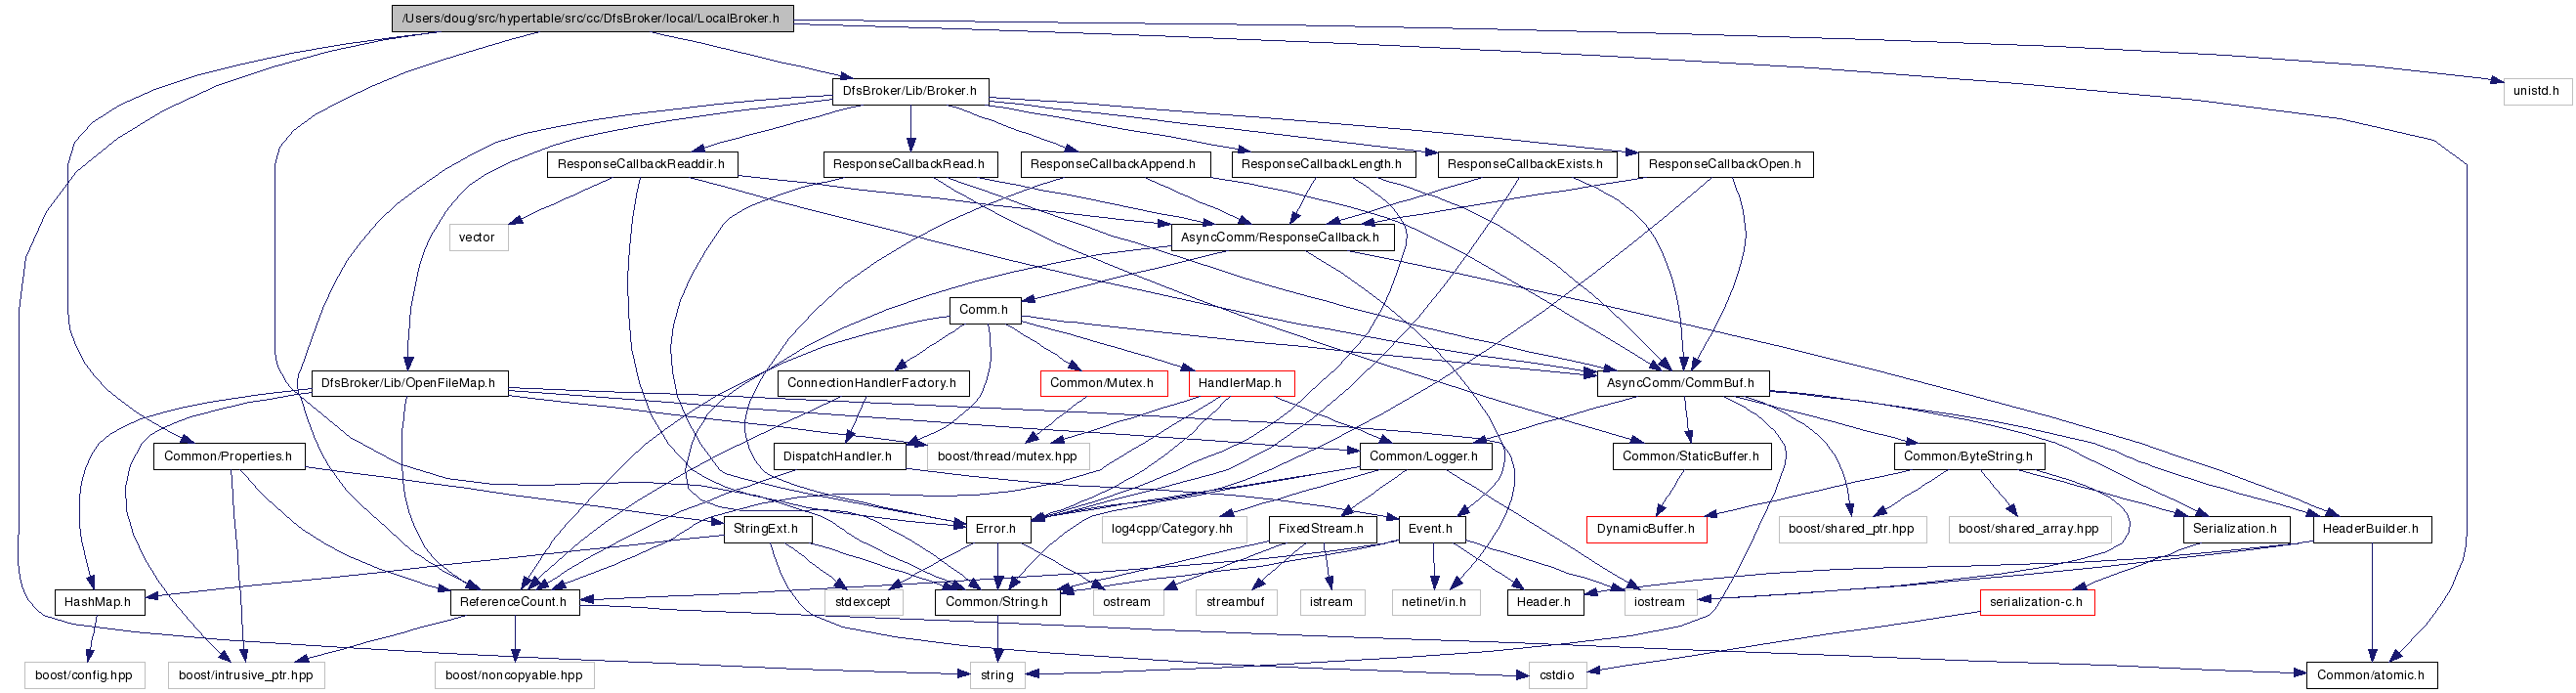 /Users/doug/src/hypertable/src/cc/DfsBroker/local/LocalBroker.h
DfsBroker/Lib/Broker.h
unistd.h
ResponseCallbackReaddir.h
ResponseCallbackRead.h
ResponseCallbackAppend.h
ResponseCallbackLength.h
ResponseCallbackExists.h
ResponseCallbackOpen.h
vector
AsyncComm/ResponseCallback.h
Comm.h
DfsBroker/Lib/OpenFileMap.h
ConnectionHandlerFactory.h
Common/Mutex.h
HandlerMap.h
AsyncComm/CommBuf.h
Common/Properties.h
DispatchHandler.h
boost/thread/mutex.hpp
Common/Logger.h
Common/StaticBuffer.h
Common/ByteString.h
StringExt.h
Error.h
log4cpp/Category.hh
FixedStream.h
Event.h
DynamicBuffer.h
boost/shared_ptr.hpp
boost/shared_array.hpp
Serialization.h
HeaderBuilder.h
HashMap.h
ReferenceCount.h
stdexcept
Common/String.h
ostream
streambuf
istream
netinet/in.h
Header.h
iostream
serialization-c.h
boost/config.hpp
boost/intrusive_ptr.hpp
boost/noncopyable.hpp
string
cstdio
Common/atomic.h